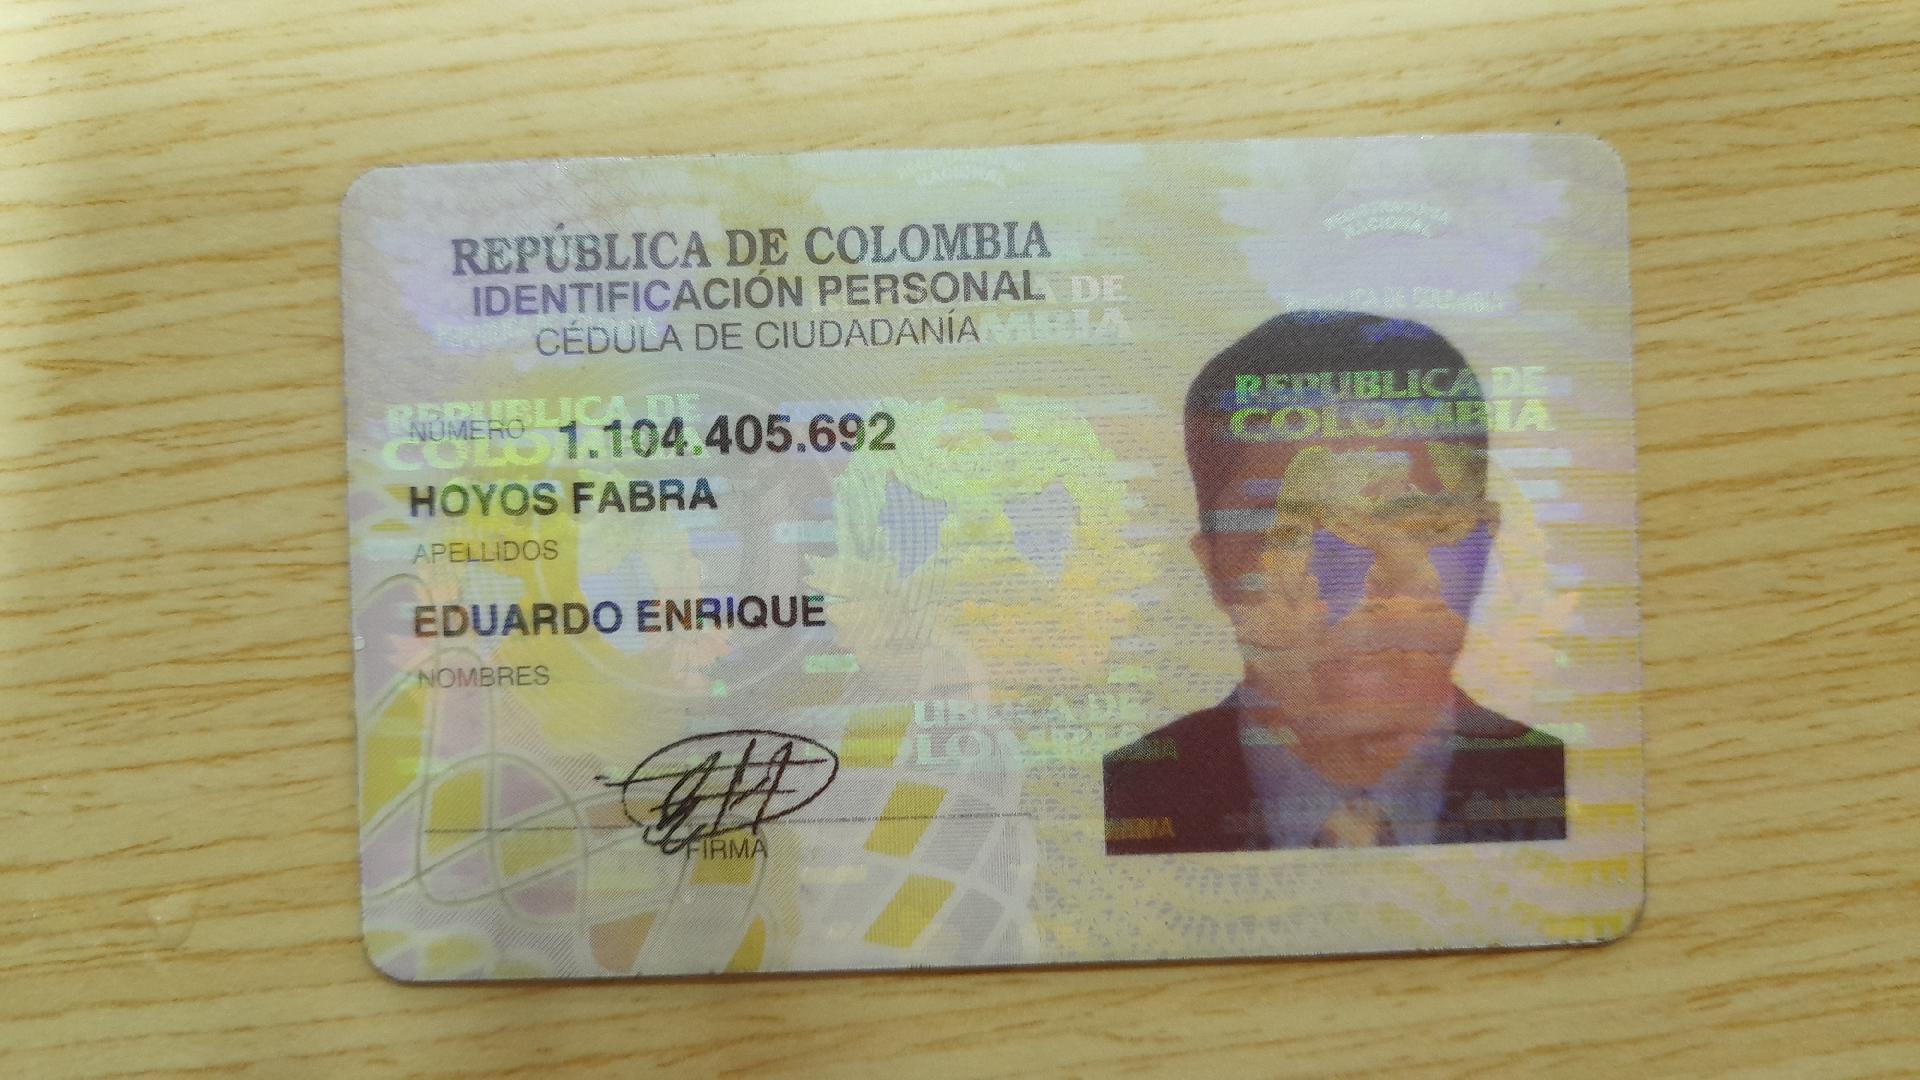 REPÚBLICA DE COLOMBIA
IDENTIFICACIÓN PERSONAL
CÉDULA DE CIUDADANÍA
NÚMERO 1.104.405.692
HOYOS FABRA
APELLIDOS
EDUARDO ENRIQUE
NOMBRES
FIRMA
REPUBLICA DE
COLOMBIA